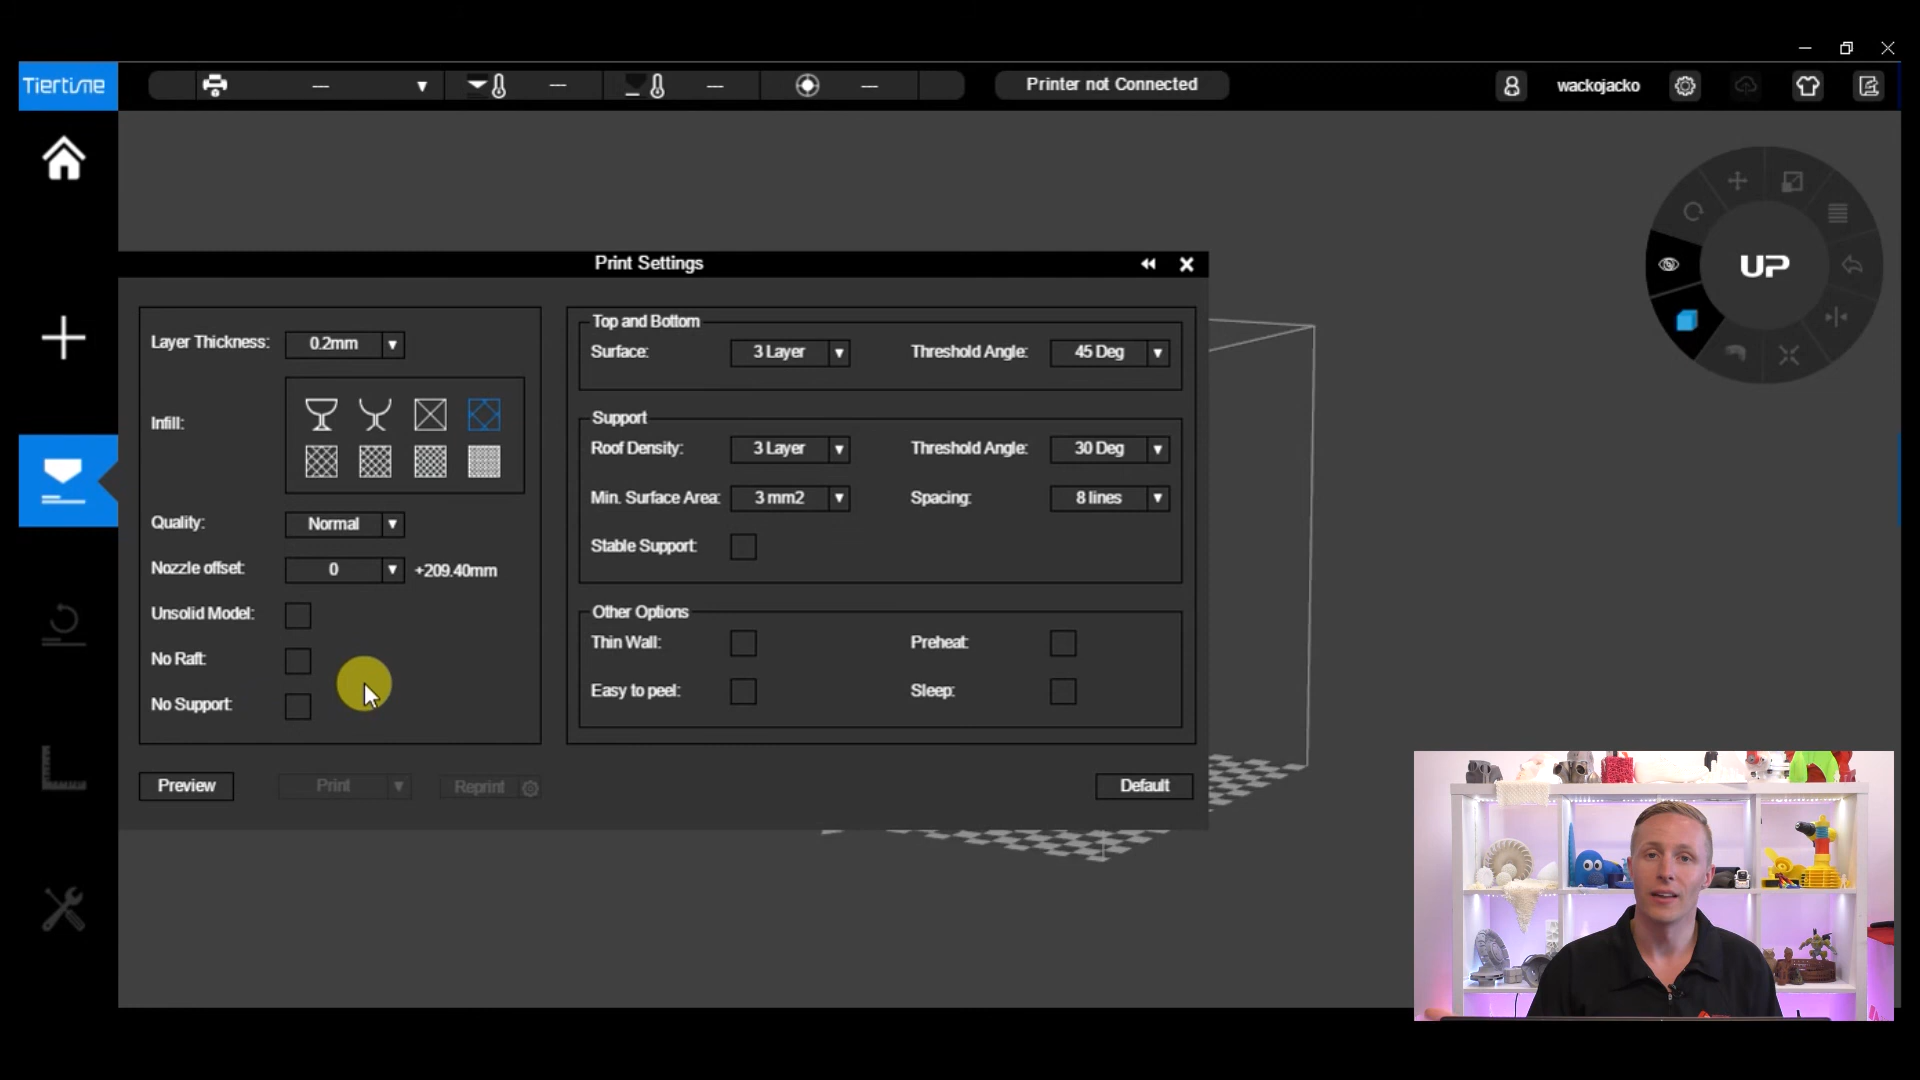 Tiertime
---
---
---
---
Printer not Connected
wackojacko
UP
Print Settings
Layer Thickness: 0.2mm
Infill:
Quality: Normal
Nozzle offset: 0 +209.40mm
Unsolid Model:
No Raft:
No Support:
Top and Bottom
Surface: 3 Layer Threshold Angle: 45 Deg
Support
Roof Density: 3 Layer Threshold Angle: 30 Deg
Min. Surface Area: 3 mm2 Spacing: 8 lines
Stable Support:
Other Options
Thin Wall: Preheat:
Easy to peel: Sleep:
Preview Print Reprint Default